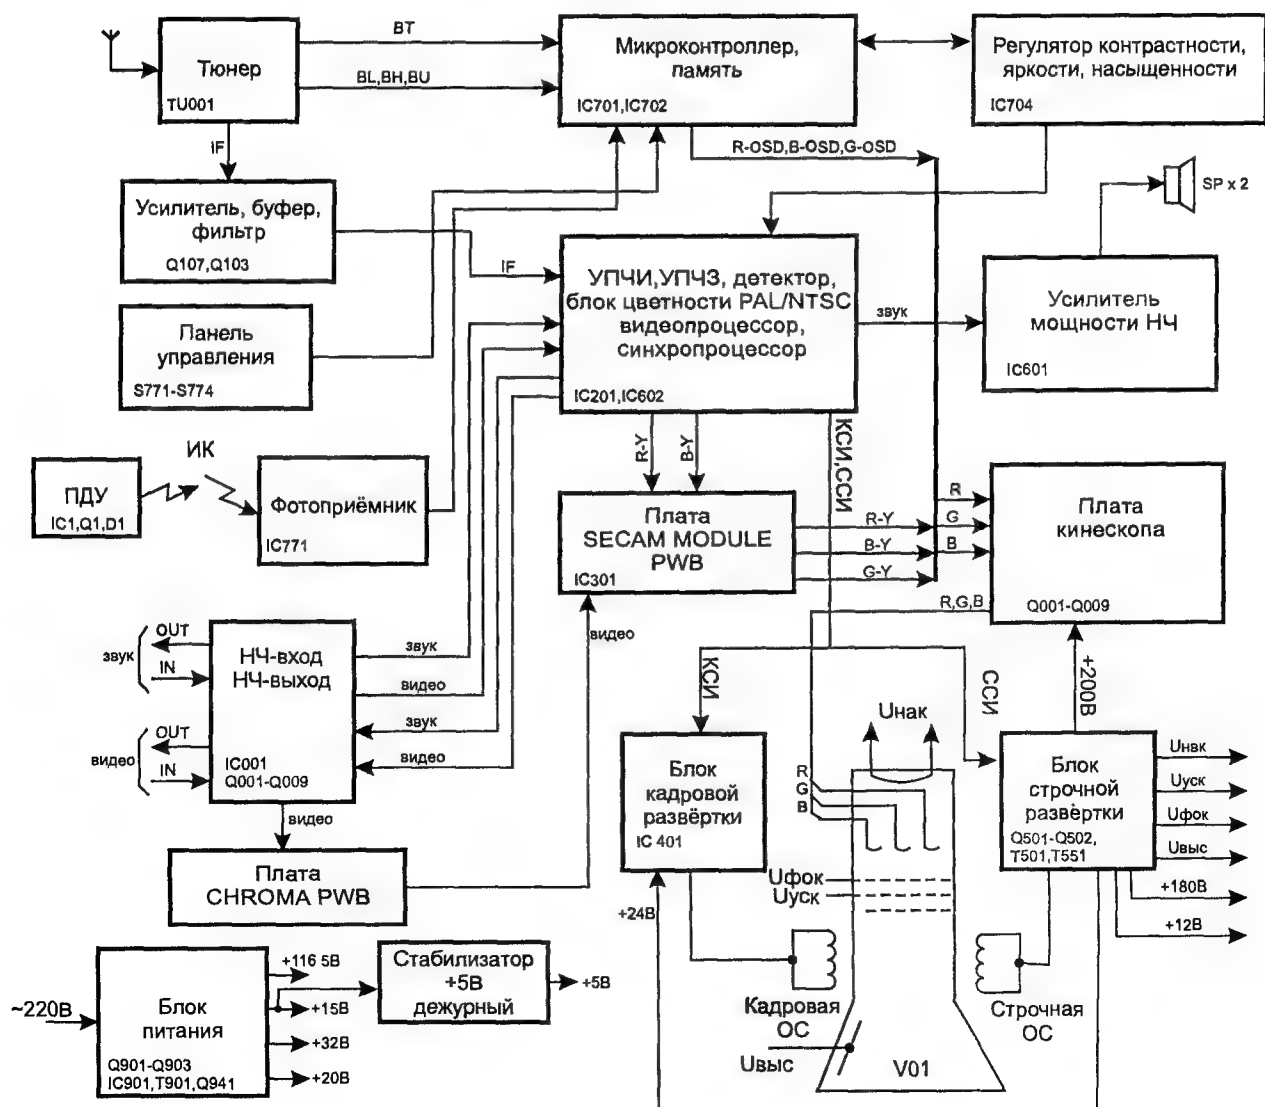 Тюнер
TU001
BT
BL,BH,BU
Микроконтроллер,
память
IC701,IC702
Регулятор контрастности,
яркости, насыщенности
IC704
IF
R-OSD,B-OSD,G-OSD
SP x 2
Усилитель, буфер,
фильтр
Q107,Q103
IF
УПЧИ,УПЧЗ, детектор,
блок цветности PAL/NTSC
видеопроцессор,
синхропроцессор
IC201,IC602
звук
Усилитель
мощности НЧ
IC601
Панель
управления
S771-S774
R-Y
B-Y
КСИ,ССИ
ИК
ПДУ
IC1,Q1,D1
Фотоприёмник
IC771
Плата
SECAM MODULE
PWB
IC301
R-Y
B-Y
G-Y
R
G
B
Плата
кинескопа
Q001-Q009
R,G,B
видео
звук
OUT
IN
видео
OUT
IN
НЧ-вход
НЧ-выход
IC001
Q001-Q009
звук
видео
звук
видео
видео
КСИ
ССИ
+200В
Uнак
Блок
кадровой
развёртки
IC 401
R
G
B
Блок
строчной
развёртки
Q501-Q502,
T501,T551
Uнвк
Uуск
Uфок
Uвыс
+180В
+12В
Плата
CHROMA PWB
Uфок
Uуск
+24В
~220В
Блок
питания
Q901-Q903
IC901,T901,Q941
+116 5В
+15В
+32В
+20В
Стабилизатор
+5В
дежурный
+5В
Кадровая
ОС
Строчная
ОС
Uвыс
V01